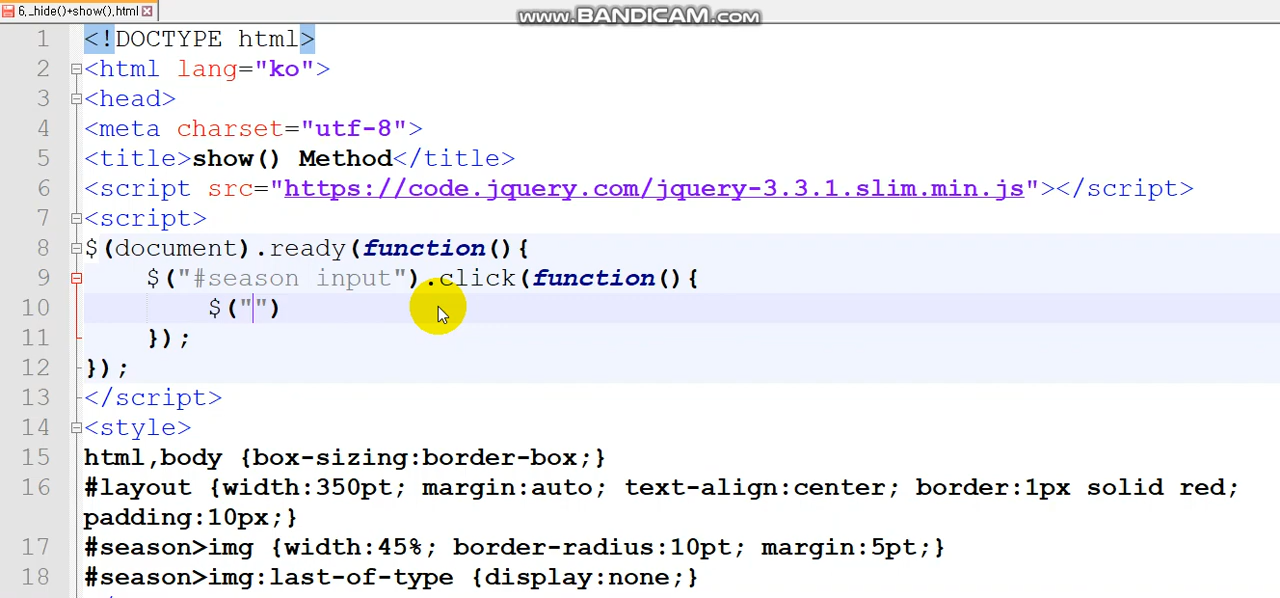 www.BANDICAM.com
6,_hide()+show(),html
1 <!DOCTYPE html>
2 <html lang="ko">
3 <head>
4 <meta charset="utf-8">
5 <title>show() Method</title>
6 <script src="https://code.jquery.com/jquery-3.3.1.slim.min.js"></script>
7 <script>
8 $(document).ready(function(){
9 $("#season input").click(function(){
10 $("")
11 });
12 });
13 </script>
14 <style>
15 html,body {box-sizing:border-box;}
16 #layout {width:350pt; margin:auto; text-align:center; border:1px solid red;
padding:10px;}
17 #season>img {width:45%; border-radius:10pt; margin:5pt;}
18 #season>img:last-of-type {display:none;}